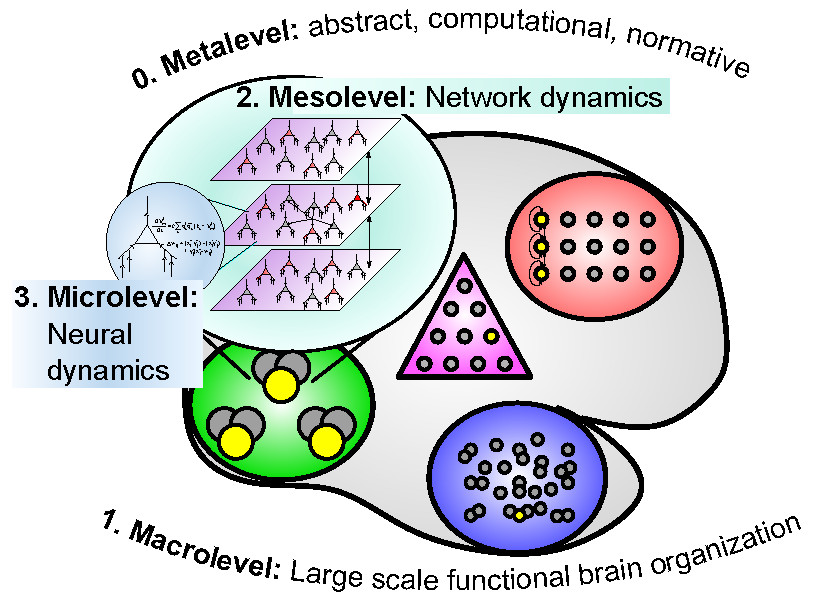 0. Metalevel: abstract, computational, normative
2. Mesolevel: Network dynamics
3. Microlevel:
Neural
dynamics
1. Macrolevel: Large scale functional brain organization